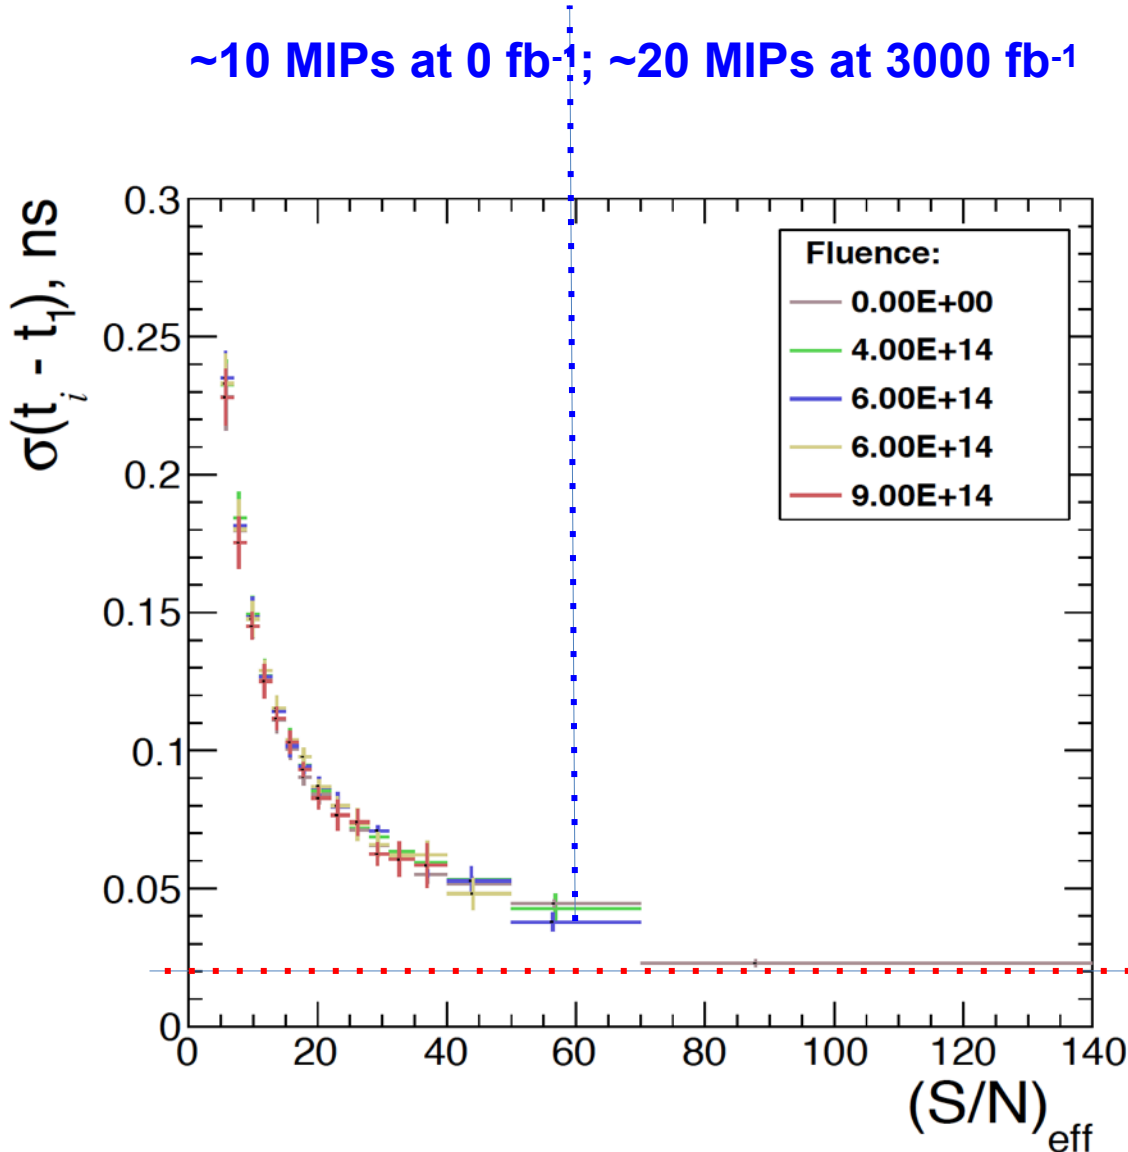 ~10 MIPs at 0 fb-1; ~20 MIPs at 3000 fb-1
σ(ti - t1), ns
0.3
0.25
0.2
0.15
0.1
0.05
0
Fluence:
0.00E+00
4.00E+14
6.00E+14
6.00E+14
9.00E+14
0 20 40 60 80 100 120 140
(S/N)eff